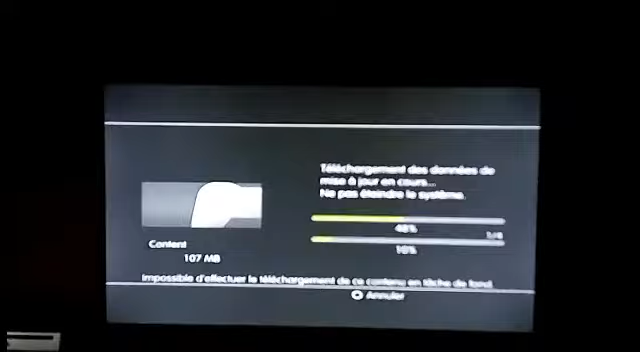 Téléchargement des données de
mise à jour en cours...
Ne pas éteindre le système.
48%
1/4
10%
Content
107 MB
Impossible d'effectuer le téléchargement de ce contenu en tâche de fond.
Annuler